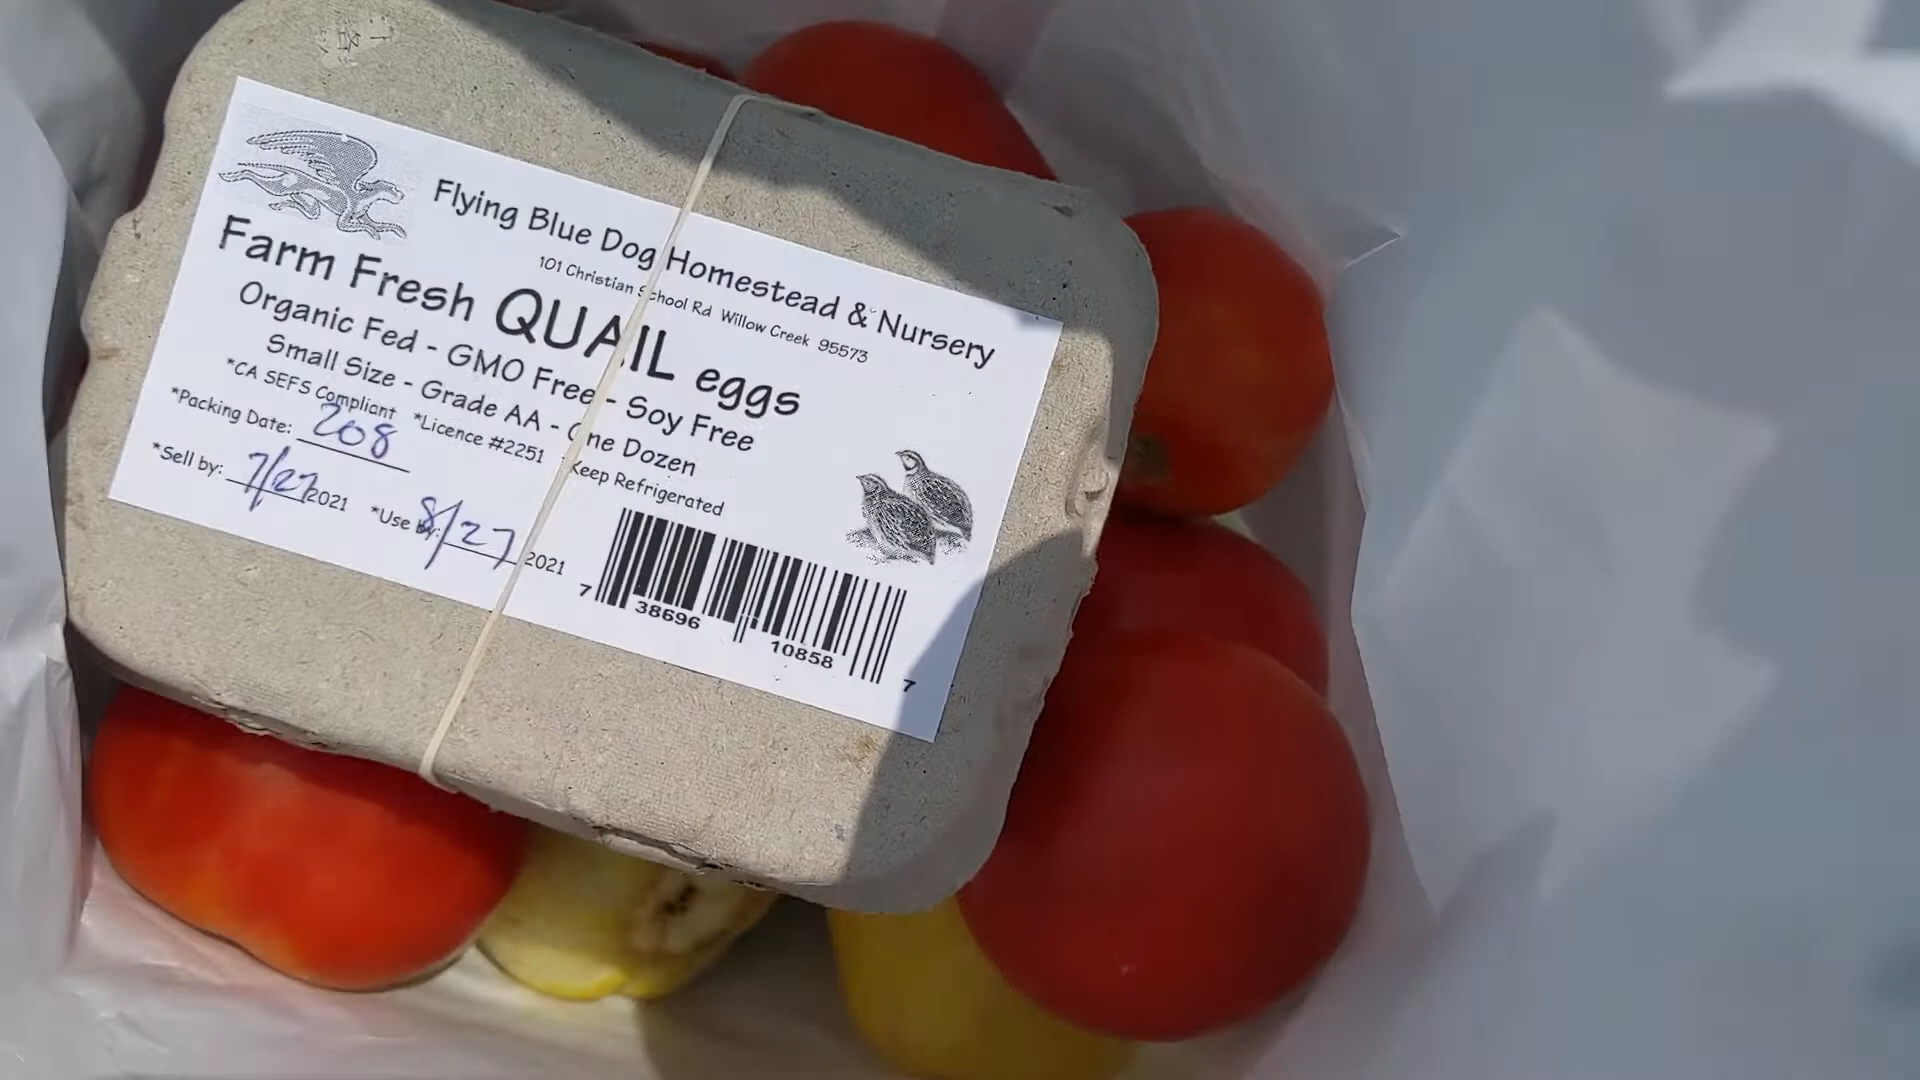 Flying Blue Dog Homestead & Nursery
101 Christian School Rd Willow Creek 95573
Farm Fresh QUAIL eggs
Organic Fed - GMO Free - Soy Free
Small Size - Grade AA - One Dozen
*CA SEFS Compliant *Licence #2251 *Keep Refrigerated
*Packing Date: 208
*Sell by: 7/27 2021 *Use by: 8/27 2021
7 38696 10858 7